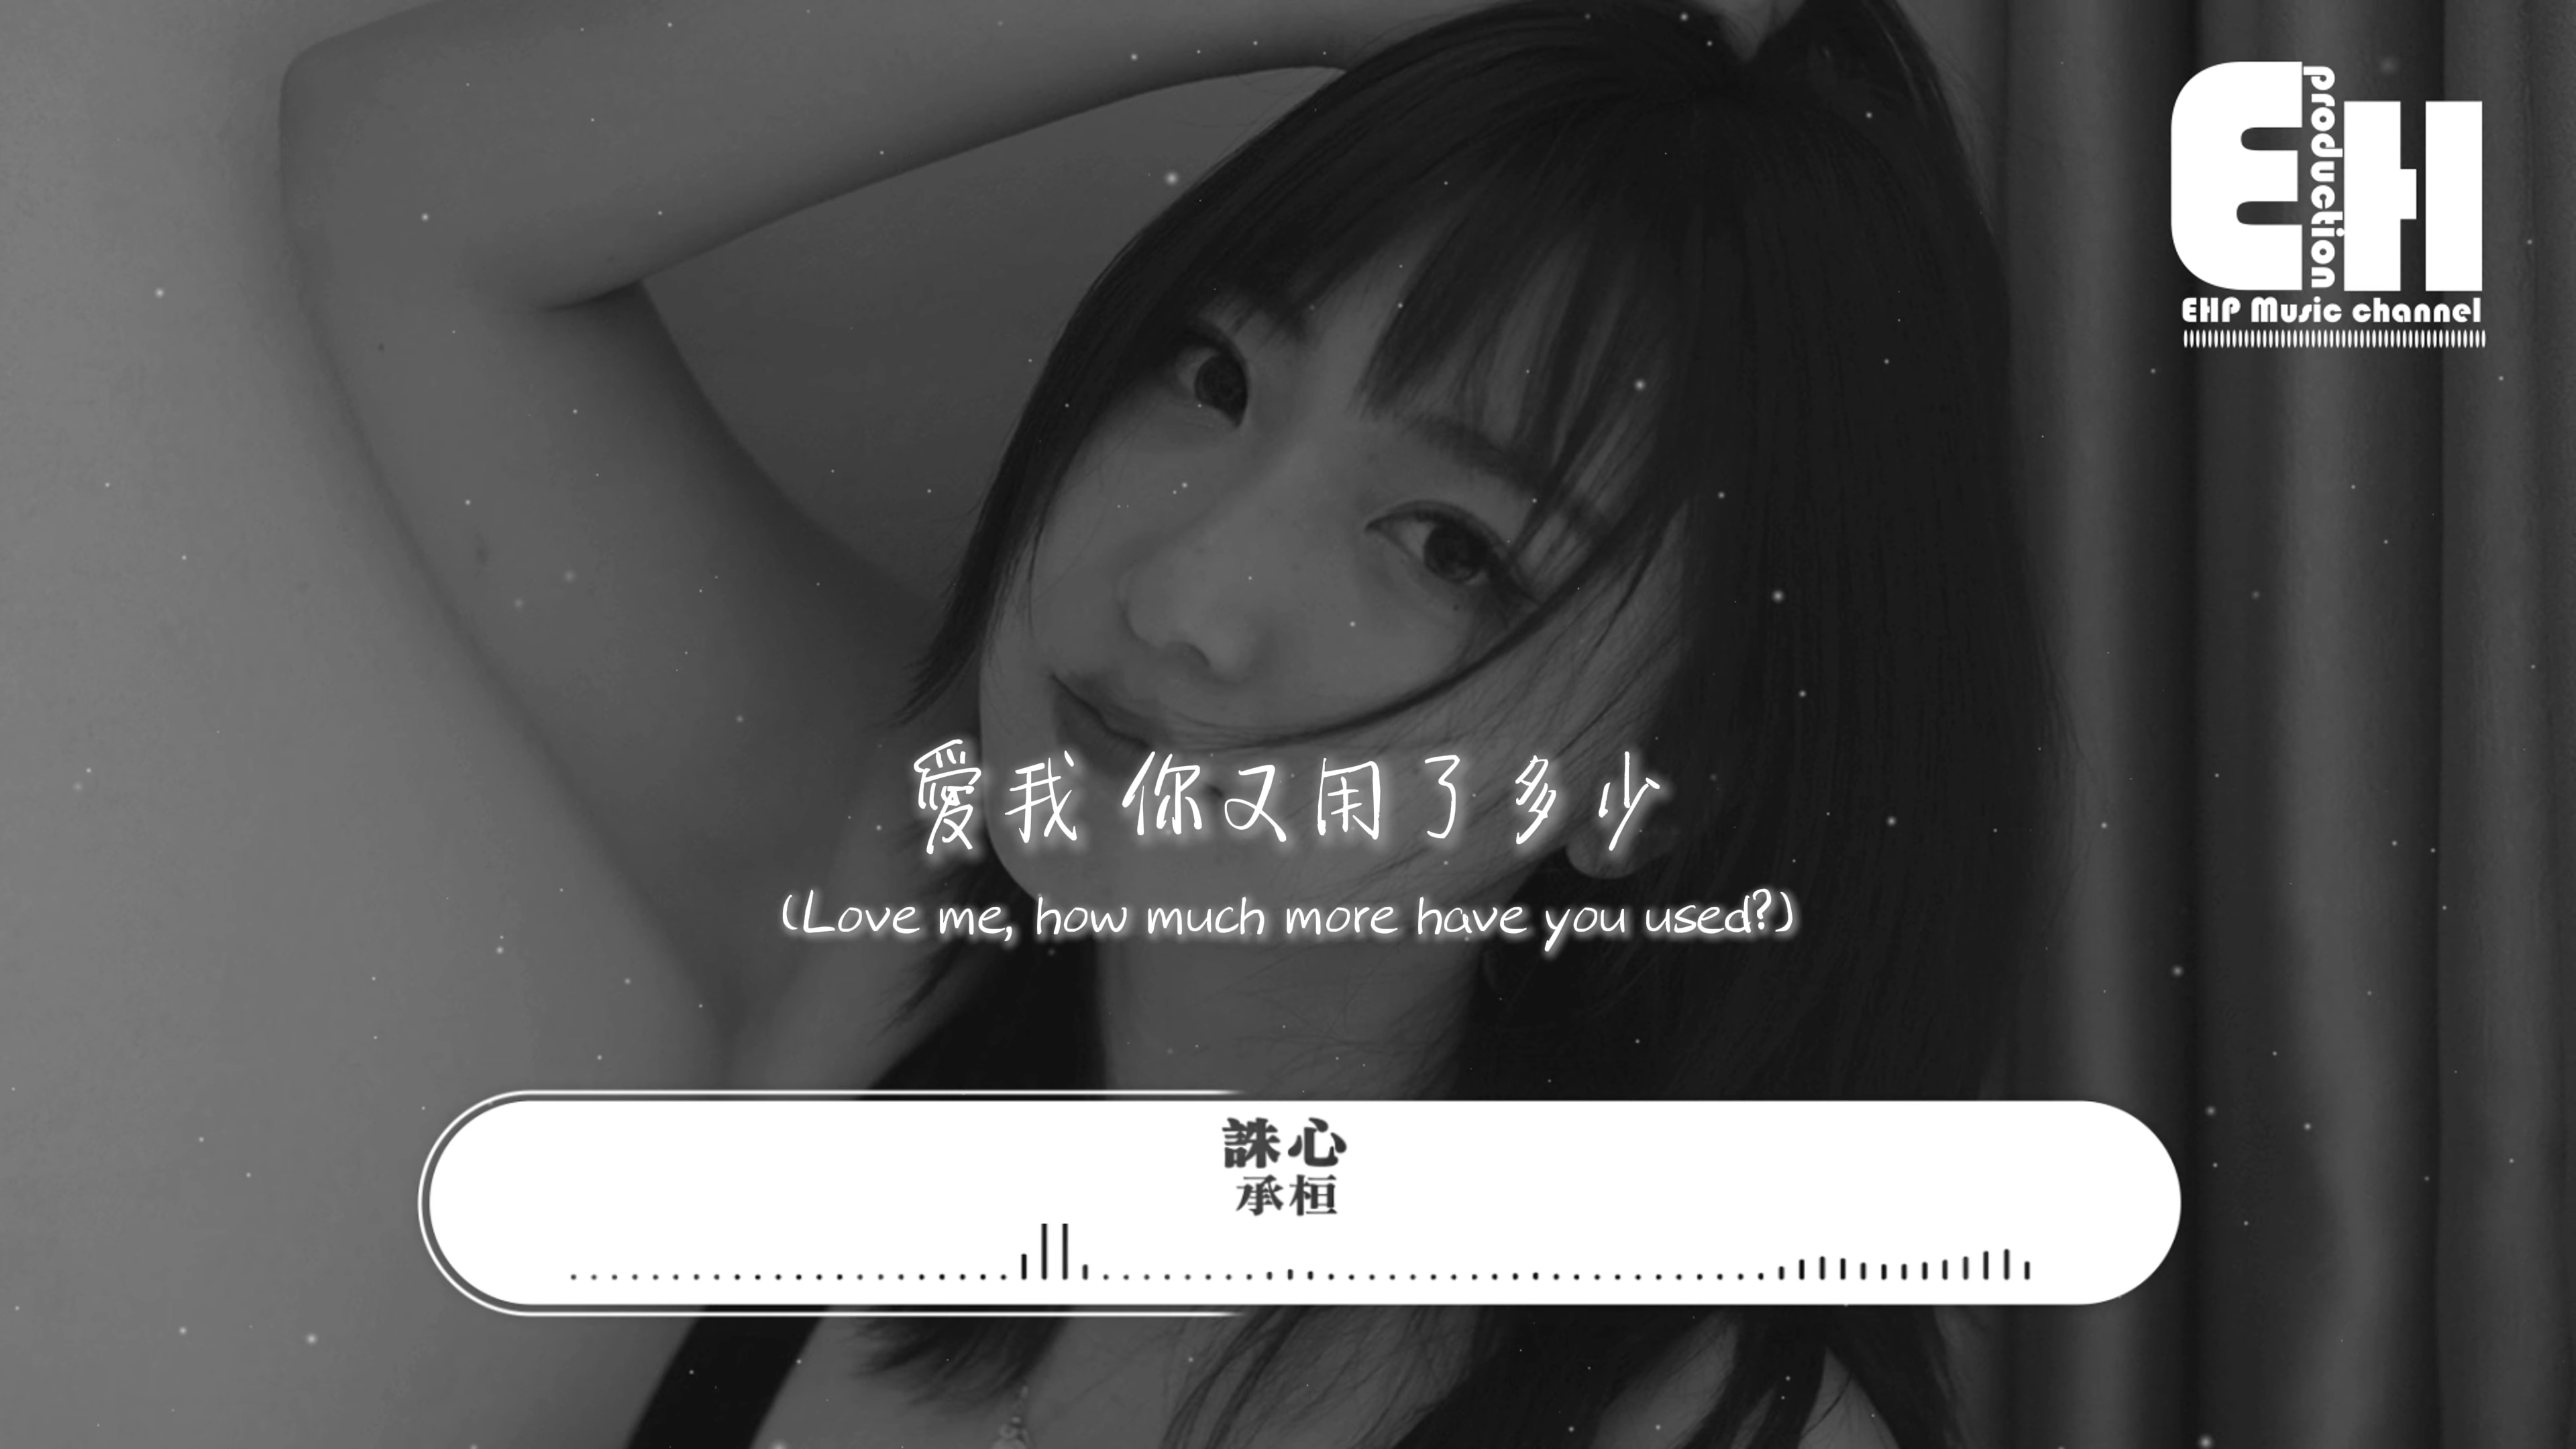 EH
production
EHP Music channel
愛我 你又用了多少
(Love me, how much more have you used?)
誅心
承桓